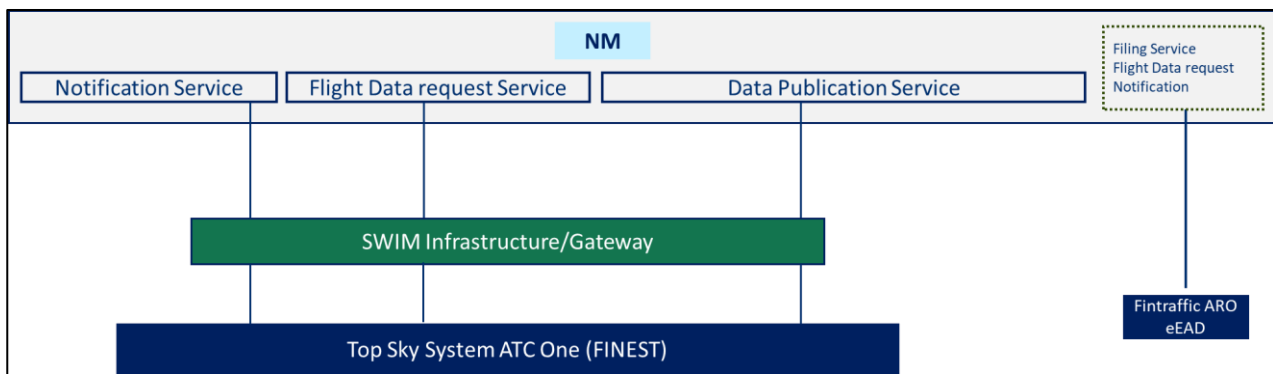 NM
Notification Service
Flight Data request Service
Data Publication Service
Filing Service
Flight Data request
Notification
SWIM Infrastructure/Gateway
Fintraffic ARO
eEAD
Top Sky System ATC One (FINEST)